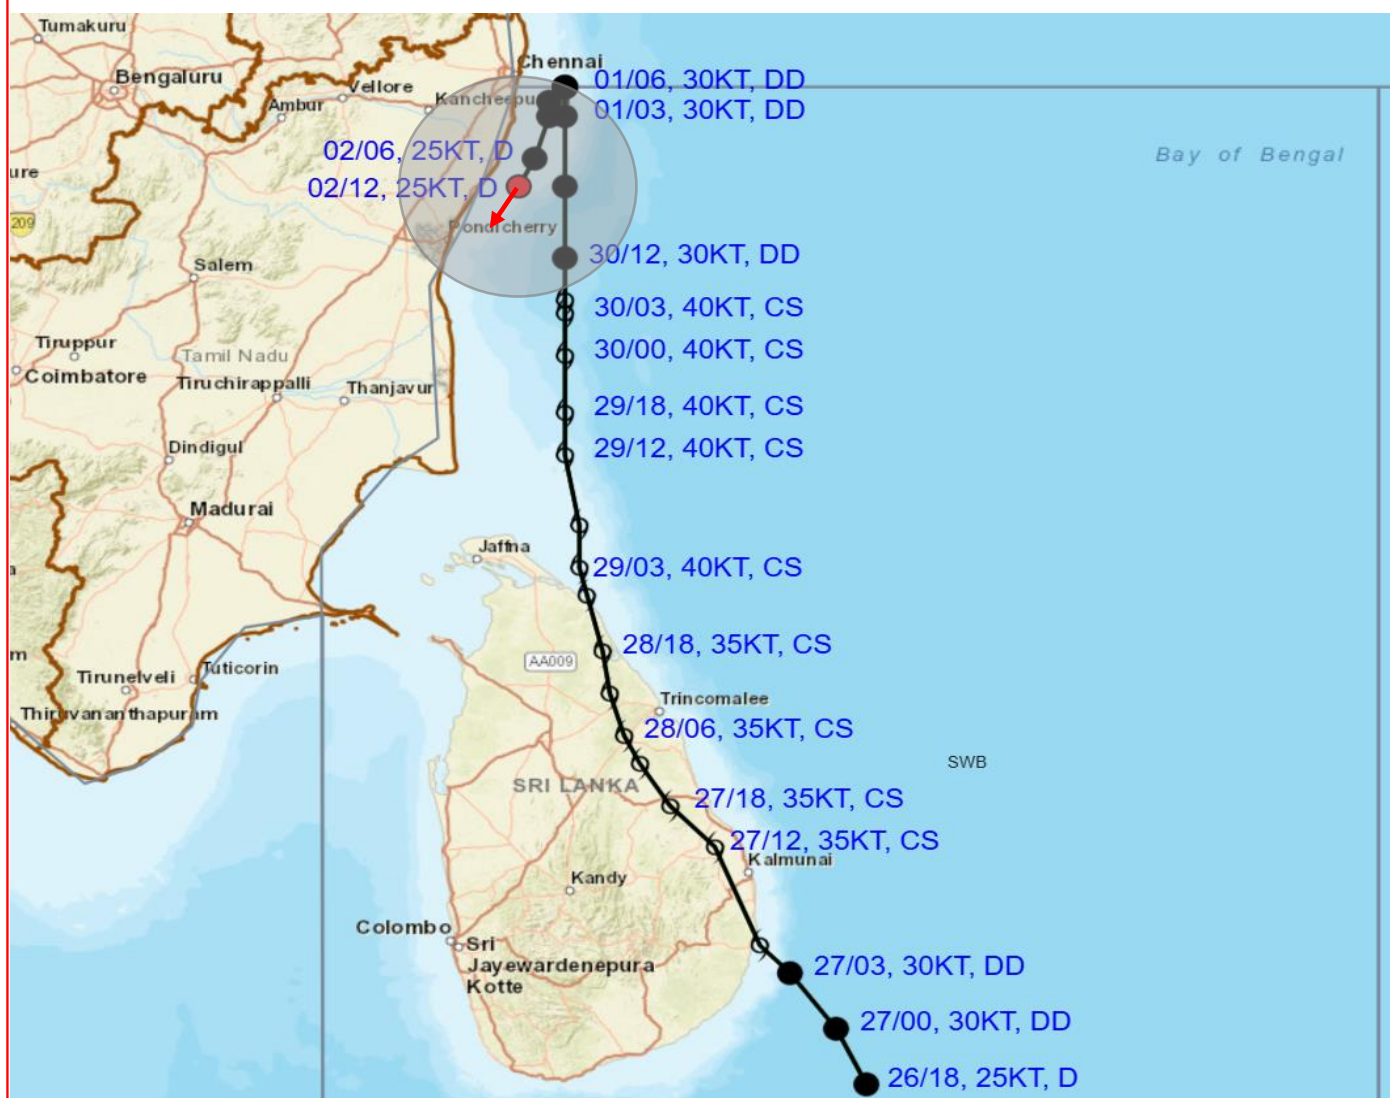 Tumakuru
Chennai
Bengaluru
01/06, 30KT, DD
Vellore
Kancheepu
Ambur
01/03, 30KT, DD
02/06, 25KT, D
Bay of Bengal
ure
02/12, 25KT, D
209
Pondicherry
30/12, 30KT, DD
Salem
30/03, 40KT, CS
Tiruppur
30/00, 40KT, CS
Tamil Nadu
Coimbatore
Tiruchirappalli
Thanjavur
29/18, 40KT, CS
Dindigul
29/12, 40KT, CS
Madurai
Jaffna
29/03, 40KT, CS
28/18, 35KT, CS
m
AA009
Tuticorin
Tirunelveli
Trincomalee
Thiruvananthapuram
28/06, 35KT, CS
SWB
SRI LANKA
27/18, 35KT, CS
27/12, 35KT, CS
Kalmunai
Kandy
Colombo
Sri
Jayewardenepura
Kotte
27/03, 30KT, DD
27/00, 30KT, DD
26/18, 25KT, D